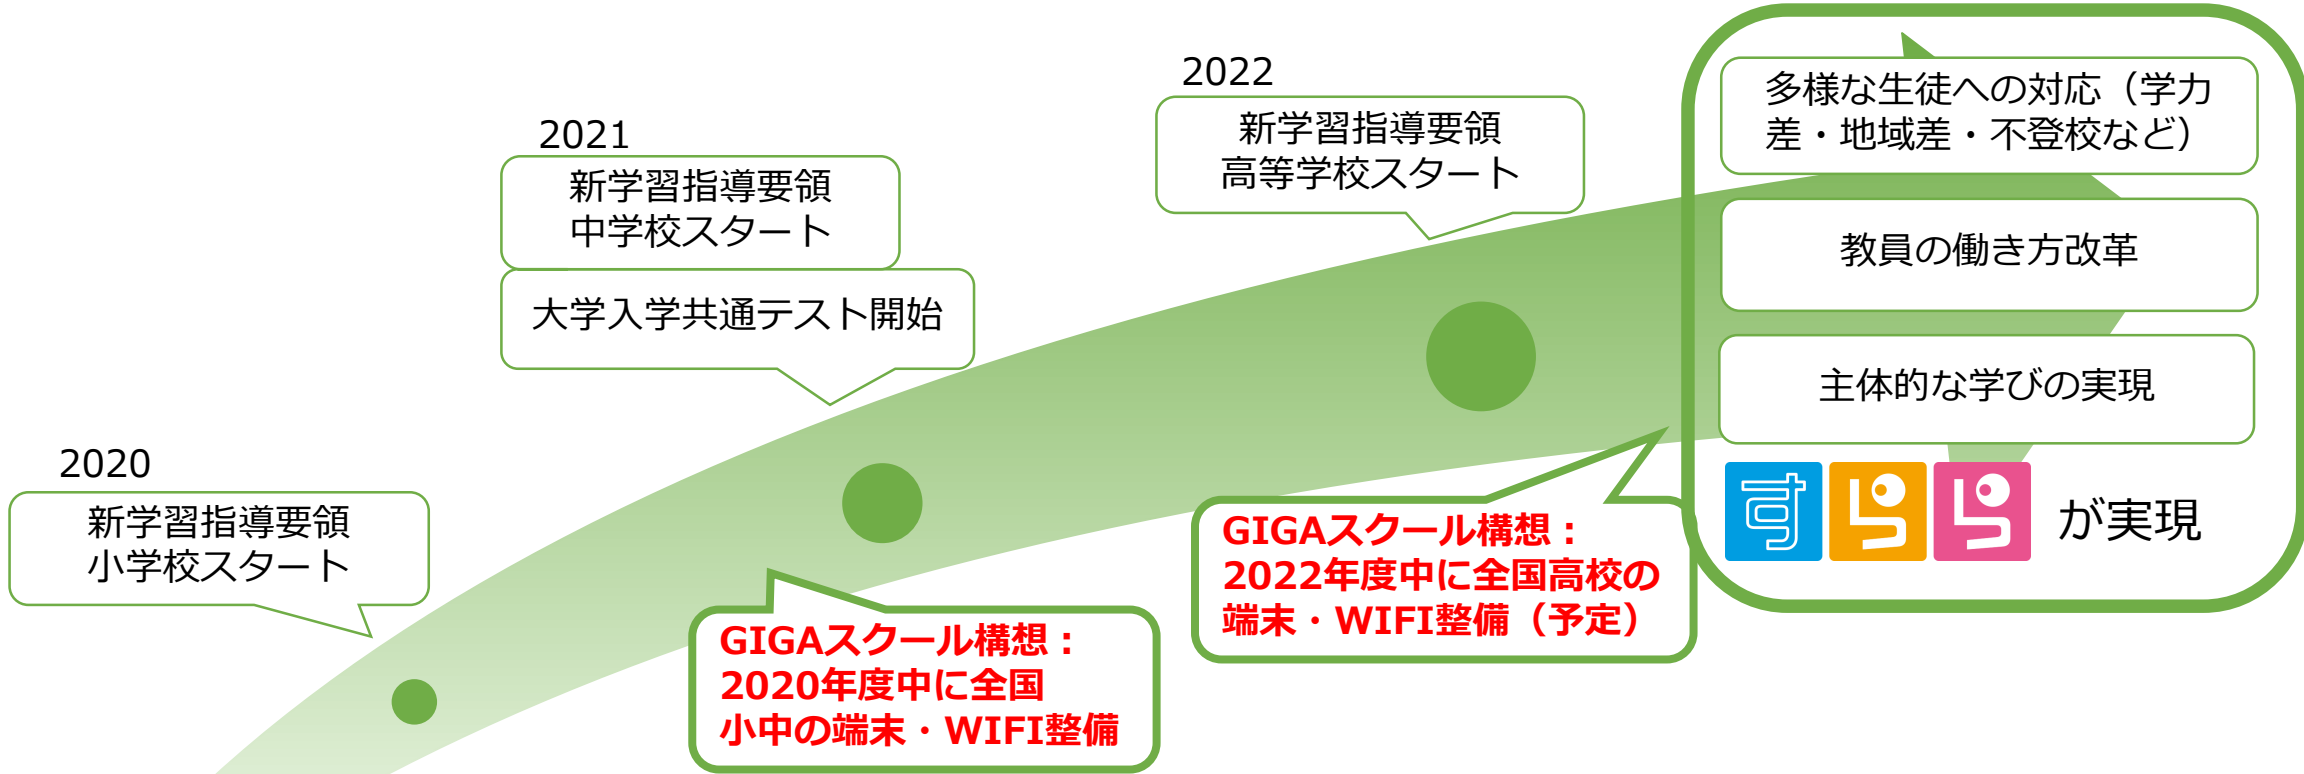 2020
新学習指導要領
小学校スタート
2021
新学習指導要領
中学校スタート
大学入学共通テスト開始
GIGAスクール構想：
2020年度中に全国
小中の端末・WIFI整備
2022
新学習指導要領
高等学校スタート
GIGAスクール構想：
2022年度中に全国高校の
端末・WIFI整備（予定）
多様な生徒への対応（学力
差・地域差・不登校など）
教員の働き方改革
主体的な学びの実現
すらら が実現